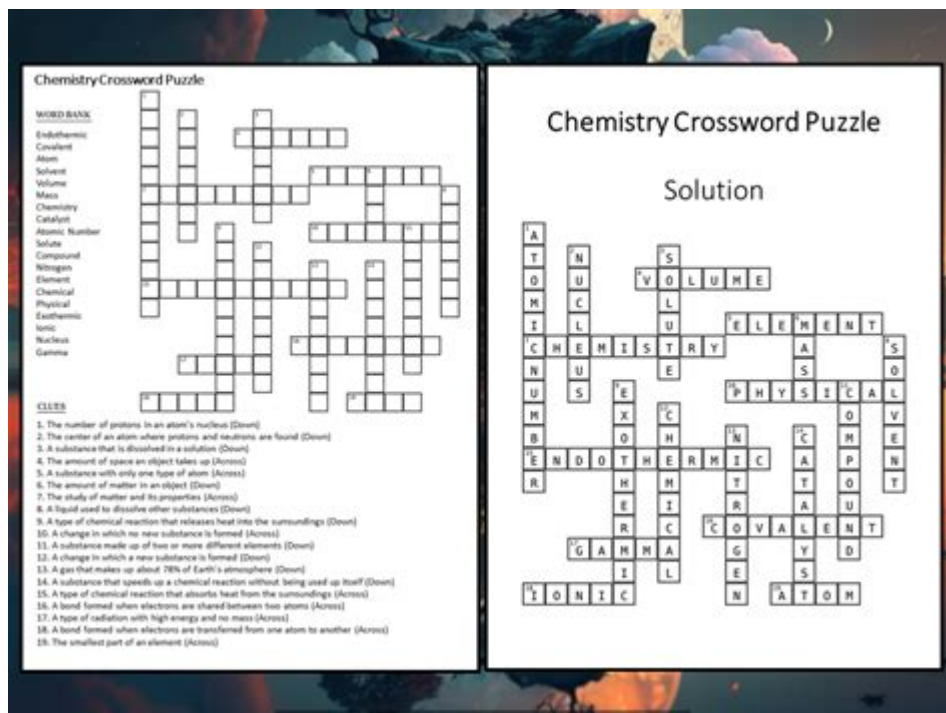 Chemistry Crossword Puzzle
WORD BANK
Endothermic
Covalent
Atom
Solvent
Volume
Mass
Chemistry
Catalyst
Atomic Number
Solute
Compound
Nitrogen
Element
Chemical
Physical
Exothermic
Ionic
Nucleus
Gamma
CLUES
1. The number of protons in an atom's nucleus (Down)
2. The center of an atom where protons and neutrons are found (Down)
3. A substance that is dissolved in a solution (Down)
4. The amount of space an object takes up (Across)
5. A substance with only one type of atom (Across)
6. The amount of matter in an object (Down)
7. The study of matter and its properties (Across)
8. A liquid used to dissolve other substances (Down)
9. A type of chemical reaction that releases heat into the surroundings (Down)
10. A change in which no new substance is formed (Across)
11. A substance made up of two or more different elements (Down)
12. A change in which a new substance is formed (Down)
13. A gas that makes up about 78% of Earth's atmosphere (Down)
14. A substance that speeds up a chemical reaction without being used up itself (Down)
15. A type of chemical reaction that absorbs heat from the surroundings (Across)
16. A bond formed when electrons are shared between two atoms (Across)
17. A type of radiation with high energy and no mass (Across)
18. A bond formed when electrons are transferred from one atom to another (Across)
19. The smallest part of an element (Across)
Chemistry Crossword Puzzle
Solution
ATOMICNUMBER
NUCLEUS
SOLUTE
VOLUME
ELEMENT
MASS
CHEMISTRY
SOLVENT
EXOTHERMIC
PHYSICAL
COMPOUND
CHEMICAL
NITROGEN
CATALYST
ENDOTHERMIC
COVALENT
GAMMA
IONIC
ATOM